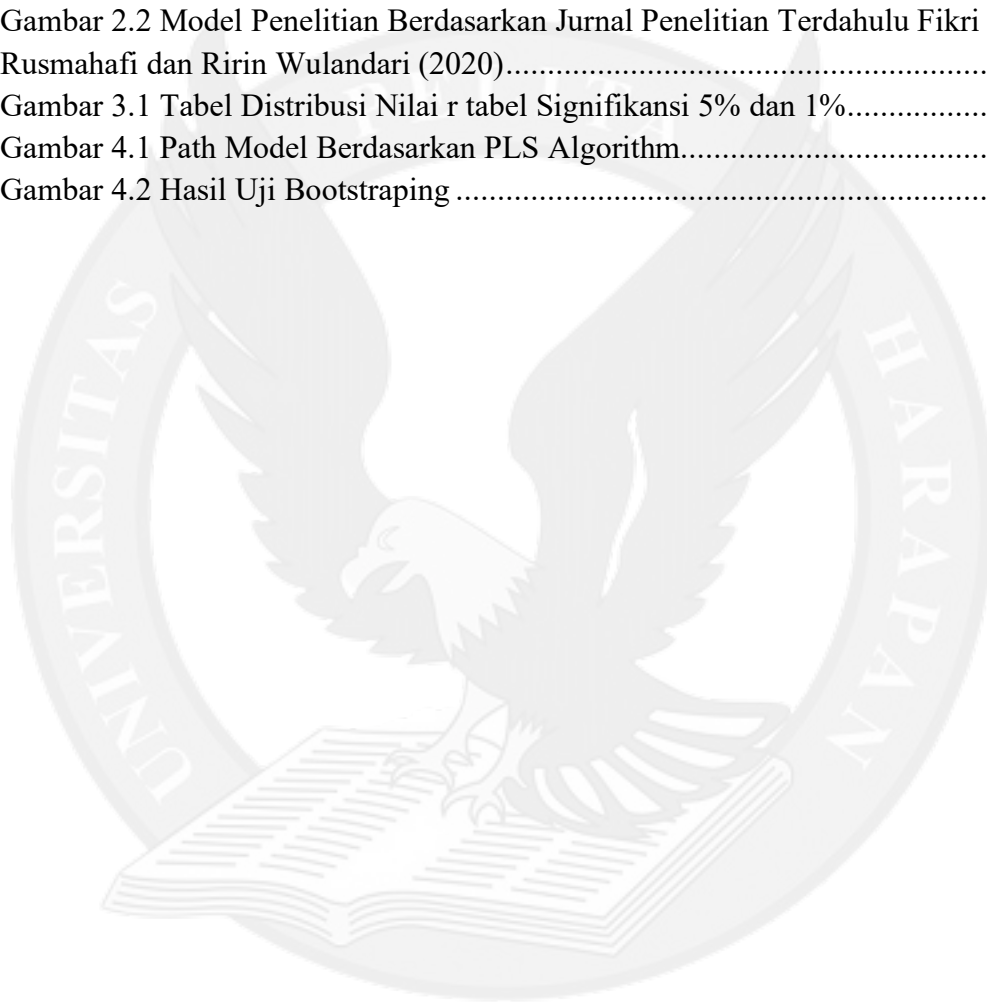 Gambar 2.2 Model Penelitian Berdasarkan Jurnal Penelitian Terdahulu Fikri
Rusmahafi dan Ririn Wulandari (2020)......................................................
Gambar 3.1 Tabel Distribusi Nilai r tabel Signifikansi 5% dan 1%................
Gambar 4.1 Path Model Berdasarkan PLS Algorithm..................................
Gambar 4.2 Hasil Uji Bootstraping ..............................................................
UNIVERSITAS
PELITA
HARAPAN